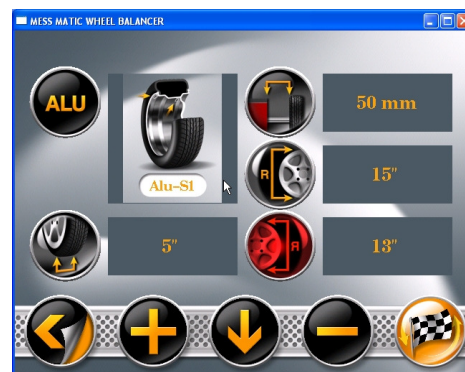 MESS MATIC WHEEL BALANCER
ALU
Alu-S1
50 mm
R
15"
5"
R
13"